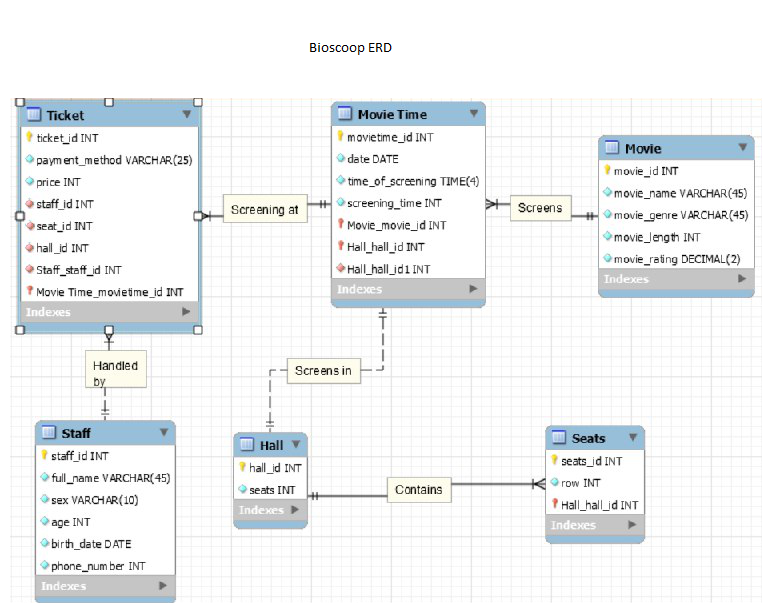 Bioscoop ERD
Ticket
ticket_id INT
payment_method VARCHAR(25)
price INT
staff_id INT
seat_id INT
hall_id INT
Staff_staff_id INT
Movie Time_movietime_id INT
Indexes
Screening at
Movie Time
movietime_id INT
date DATE
time_of_screening TIME(4)
screening_time INT
Movie_movie_id INT
Hall_hall_id INT
Hall_hall_id1 INT
Indexes
Screens
Movie
movie_id INT
movie_name VARCHAR(45)
movie_genre VARCHAR(45)
movie_length INT
movie_rating DECIMAL(2)
Indexes
Handled
by
Screens in
Staff
staff_id INT
full_name VARCHAR(45)
sex VARCHAR(10)
age INT
birth_date DATE
phone_number INT
Indexes
Hall
hall_id INT
seats INT
Indexes
Contains
Seats
seats_id INT
row INT
Hall_hall_id INT
Indexes